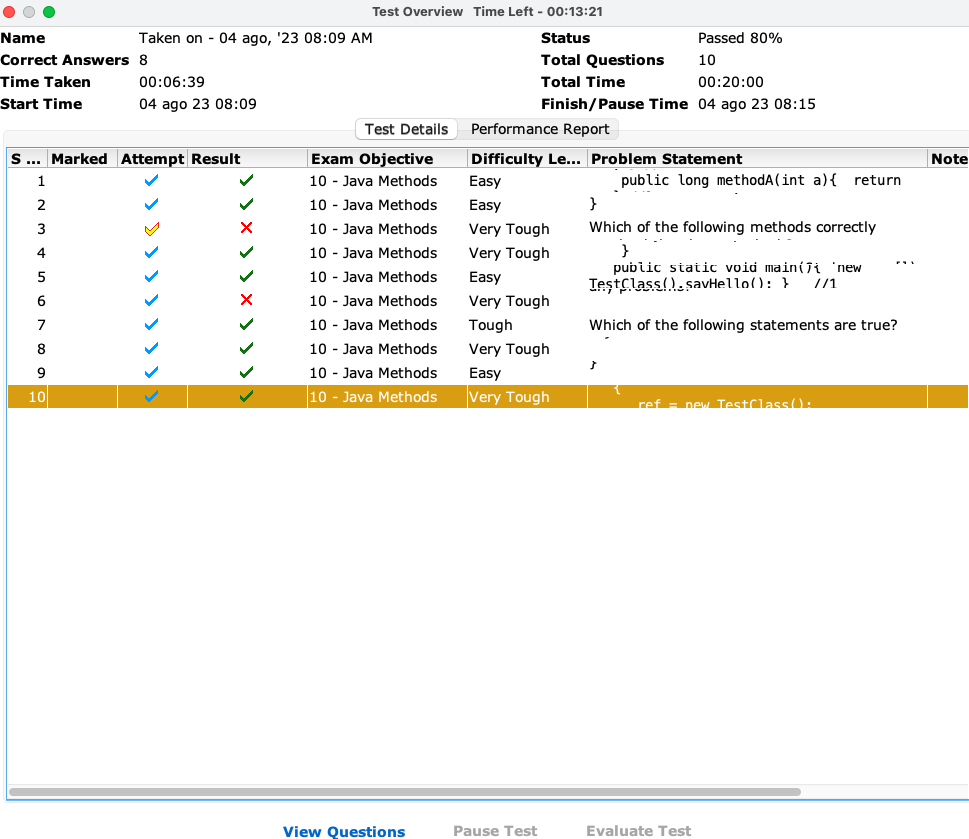 Test Overview Time Left - 00:13:21
Name Taken on - 04 ago, '23 08:09 AM Status Passed 80%
Correct Answers 8 Total Questions 10
Time Taken 00:06:39 Total Time 00:20:00
Start Time 04 ago 23 08:09 Finish/Pause Time 04 ago 23 08:15
Test Details Performance Report
S ... Marked Attempt Result Exam Objective Difficulty Le... Problem Statement Note
1 10 - Java Methods Easy public long methodA(int a){ return
2 10 - Java Methods Easy }
3 10 - Java Methods Very Tough Which of the following methods correctly
4 10 - Java Methods Very Tough }
public static void main(){ new
5 10 - Java Methods Easy TestClass().sayHello(); } //1
6 10 - Java Methods Very Tough
7 10 - Java Methods Tough Which of the following statements are true?
8 10 - Java Methods Very Tough
9 10 - Java Methods Easy }
10 10 - Java Methods Very Tough {
ref = new TestClass();
View Questions Pause Test Evaluate Test